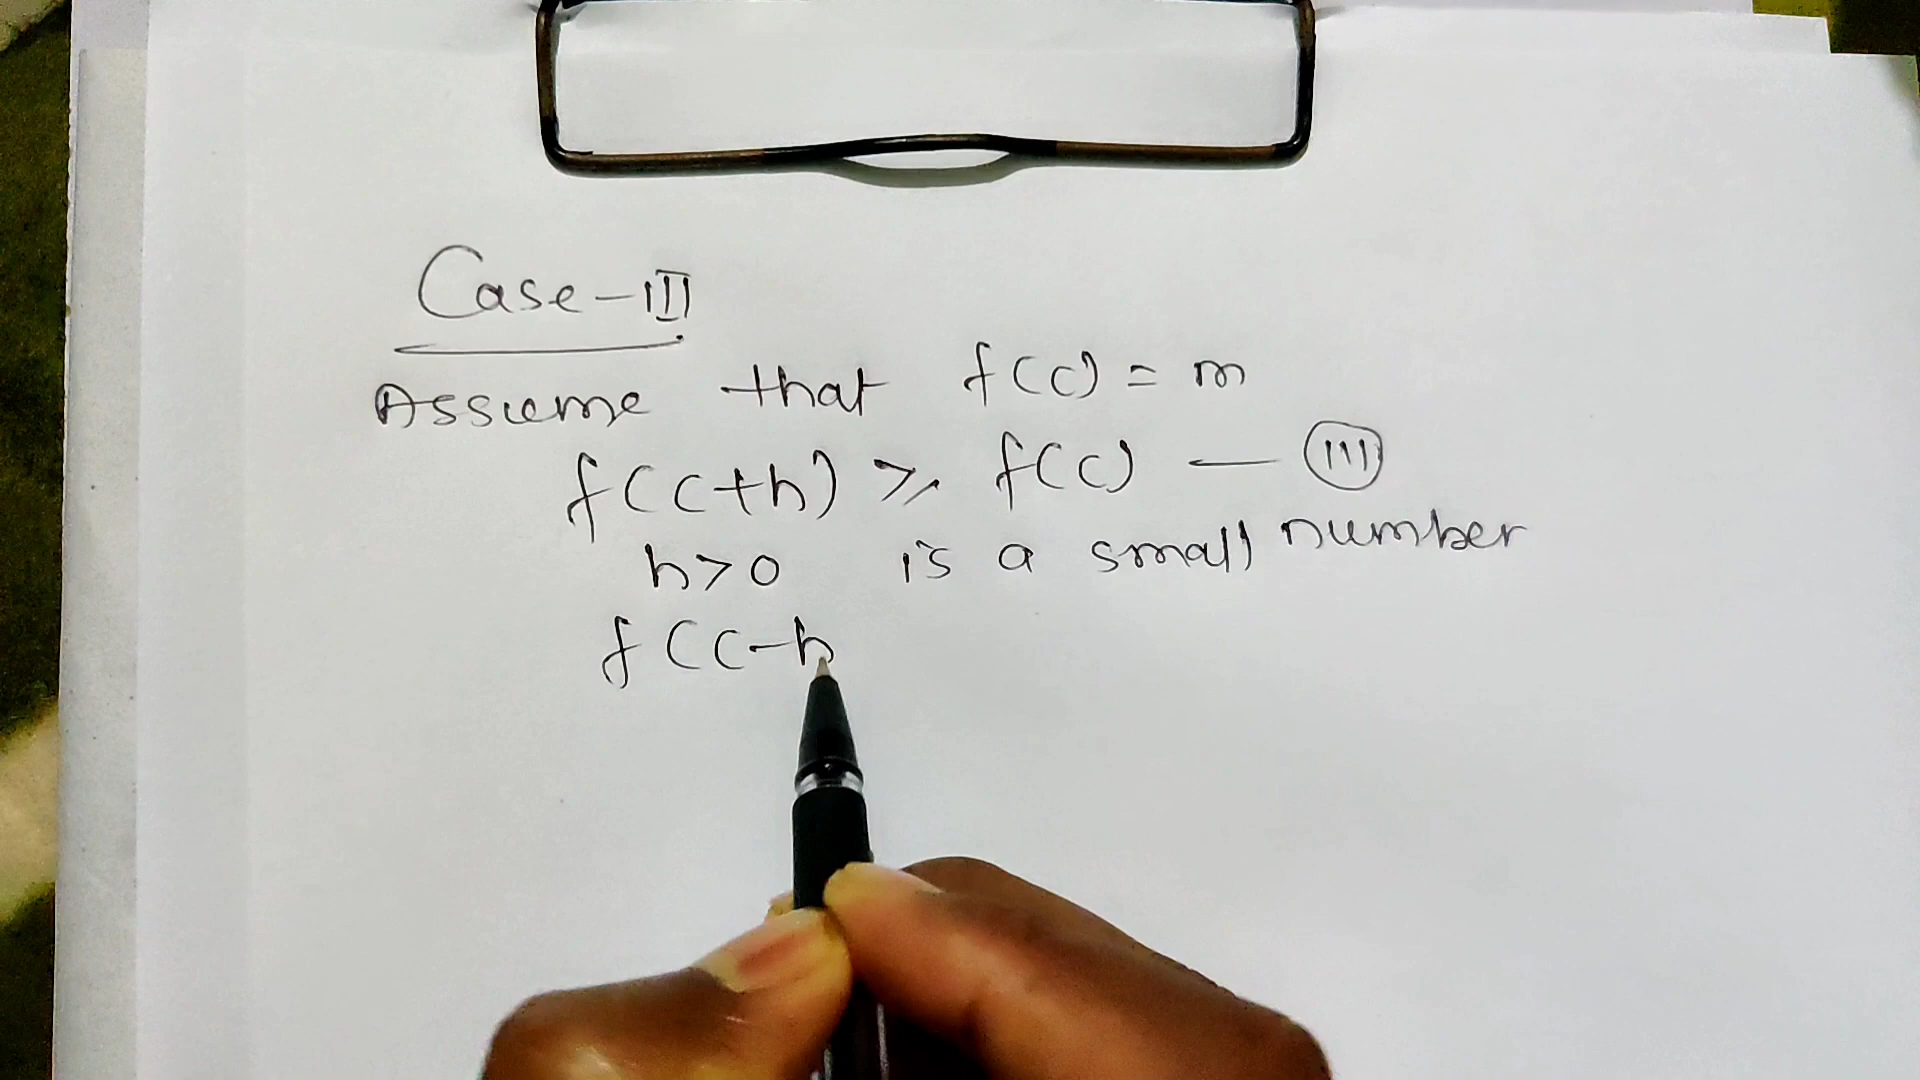 Case-III
Assume that f(c) = m
f(c+h) ⩾ f(c) — (III)
h>0 is a small number
f(c-h